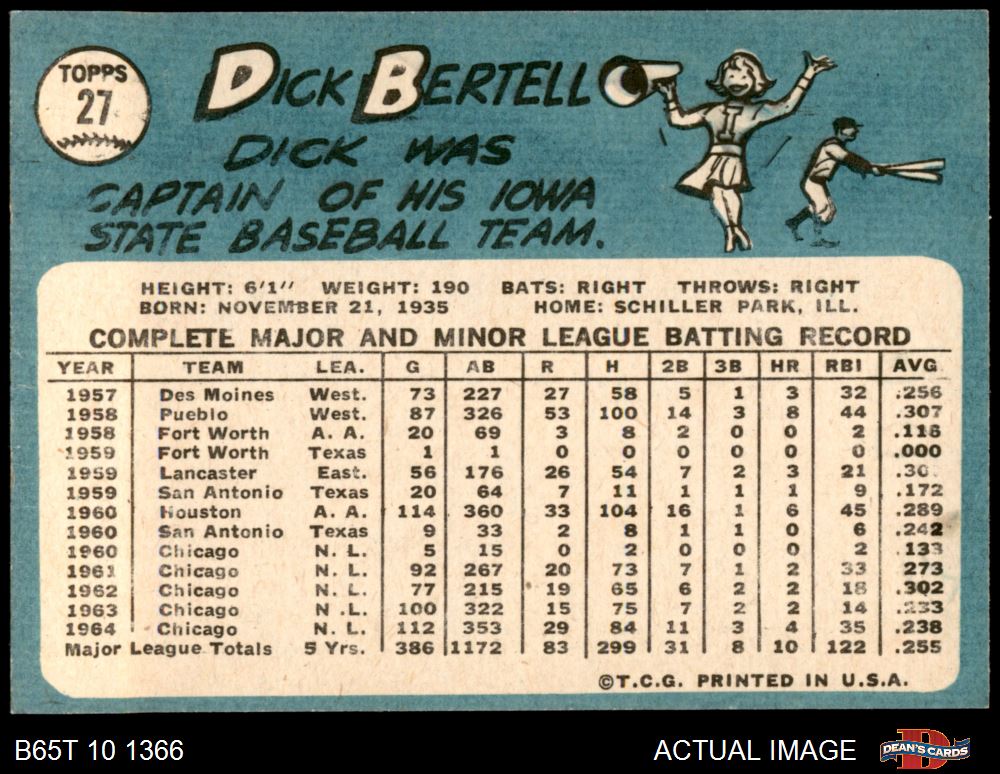 TOPPS
27
DICK BERTELL
DICK WAS
CAPTAIN OF HIS IOWA
STATE BASEBALL TEAM.
I
HEIGHT: 6'1" WEIGHT: 190 BATS: RIGHT THROWS: RIGHT
BORN: NOVEMBER 21, 1935 HOME: SCHILLER PARK, ILL.
COMPLETE MAJOR AND MINOR LEAGUE BATTING RECORD
YEAR TEAM LEA. G AB R H 2B 3B HR RBI AVG.
1957 Des Moines West. 73 227 27 58 5 1 3 32 .256
1958 Pueblo West. 87 326 53 100 14 3 8 44 .307
1958 Fort Worth A. A. 20 69 3 8 2 0 0 2 .116
1959 Fort Worth Texas 1 1 0 0 0 0 0 0 .000
1959 Lancaster East. 56 176 26 54 7 2 3 21
1959 San Antonio Texas 20 64 7 11 1 1 1 9 .172
1960 Houston A. A. 114 360 33 104 16 1 6 45 .289
1960 San Antonio Texas 9 33 2 8 1 1 0 6 .242
1960 Chicago N. L. 5 15 0 2 0 0 0 2 .133
1961 Chicago N. L. 92 267 20 73 7 1 2 33 .273
1962 Chicago N. L. 77 215 19 65 6 2 2 18 .302
1963 Chicago N .L. 100 322 15 75 7 2 2 14 .233
1964 Chicago N. L. 112 353 29 84 11 3 4 35 .238
Major League Totals 5 Yrs. 386 1172 83 299 31 8 10 122 .255
©T.C.G. PRINTED IN U.S.A.
B65T 10 1366 ACTUAL IMAGE DEAN'S CARDS